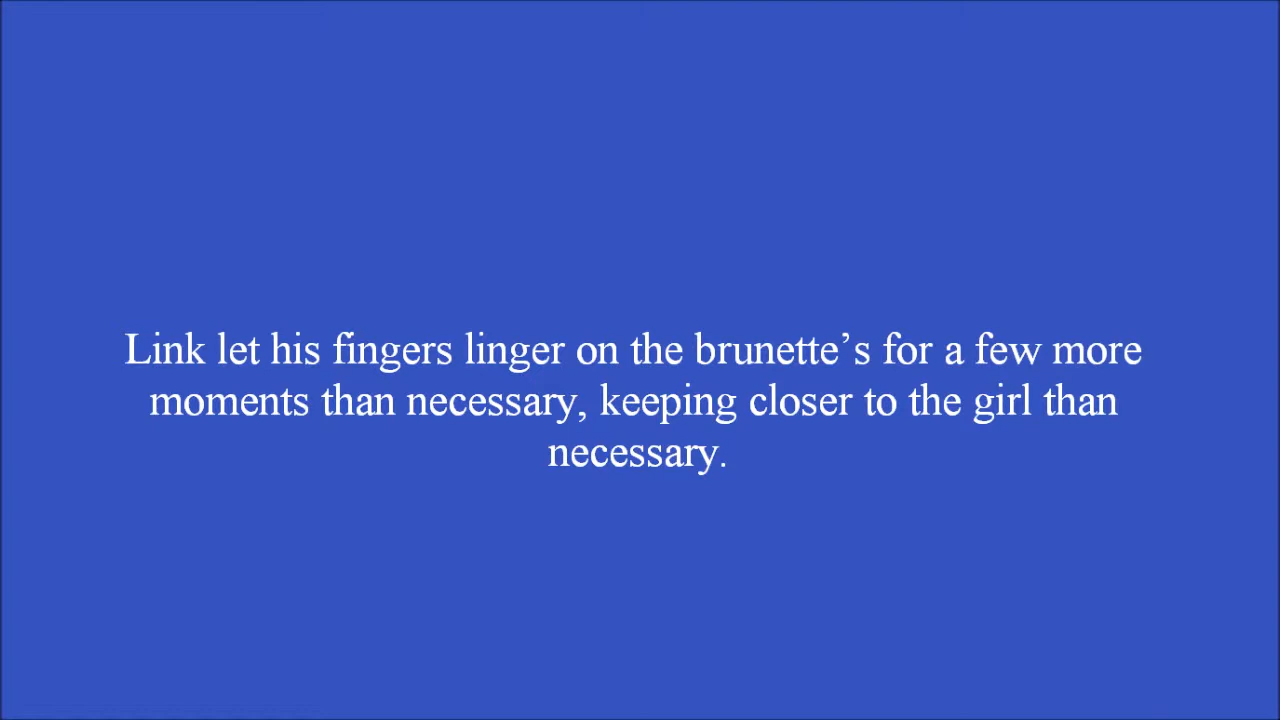 Link let his fingers linger on the brunette’s for a few more
moments than necessary, keeping closer to the girl than
necessary.